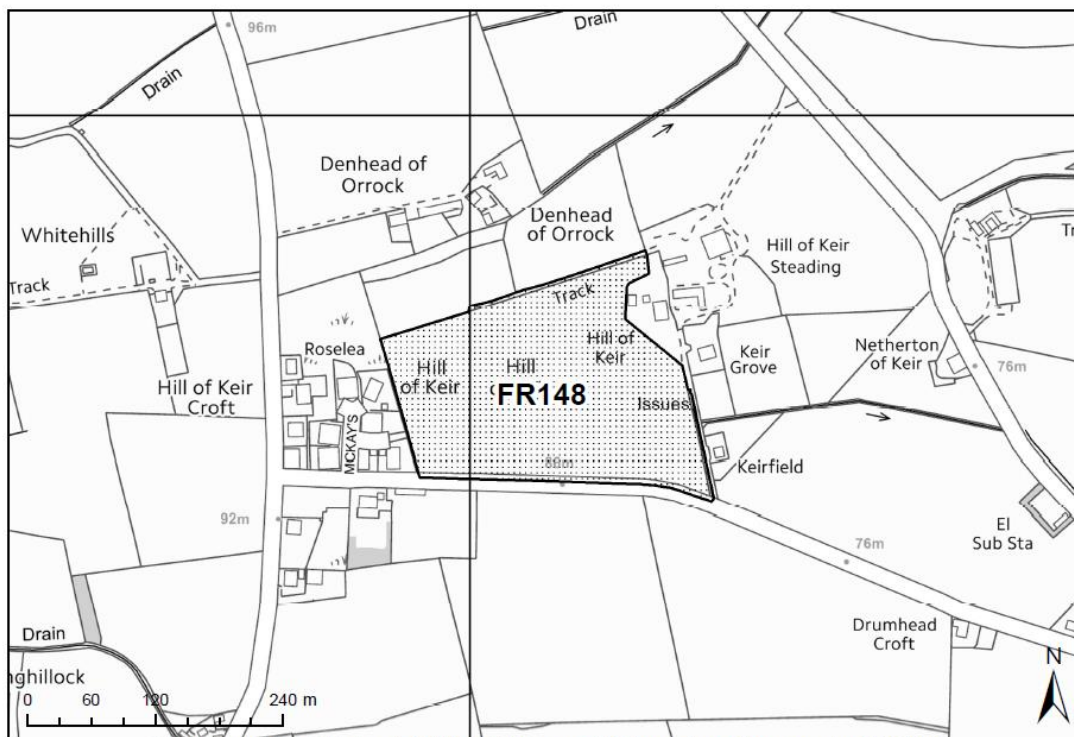 96m
Drain
Drain
Denhead of
Orrock
Denhead
of Orrock
Whitehills
Hill of Keir
Steading
Track
Track
Roselea
Hill of
Keir
Keir
Grove
Netherton
of Keir
76m
Hill
of Keir
Hill
Hill of Keir
Croft
FR148
Issues
MCKAY'S
Keirfield
92m
El
Sub Sta
76m
Drumhead
Croft
Drain
nghillock
N
0 60 120 240 m